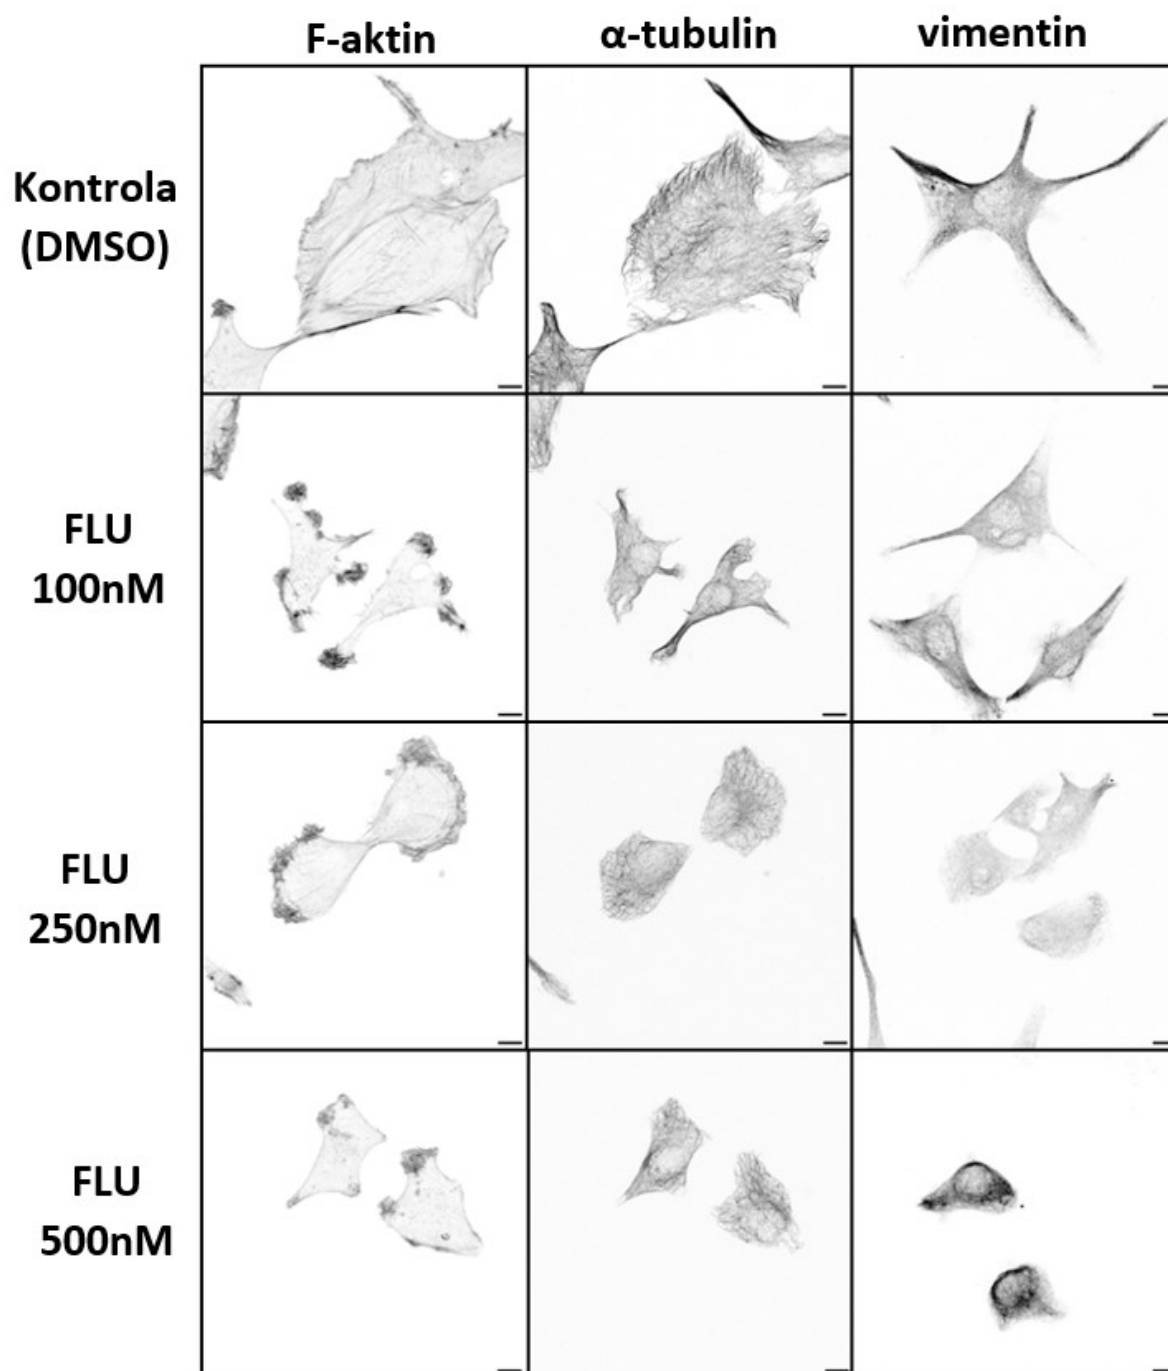 F-aktin α-tubulin vimentin
Kontrola
(DMSO)
FLU
100nM
FLU
250nM
FLU
500nM